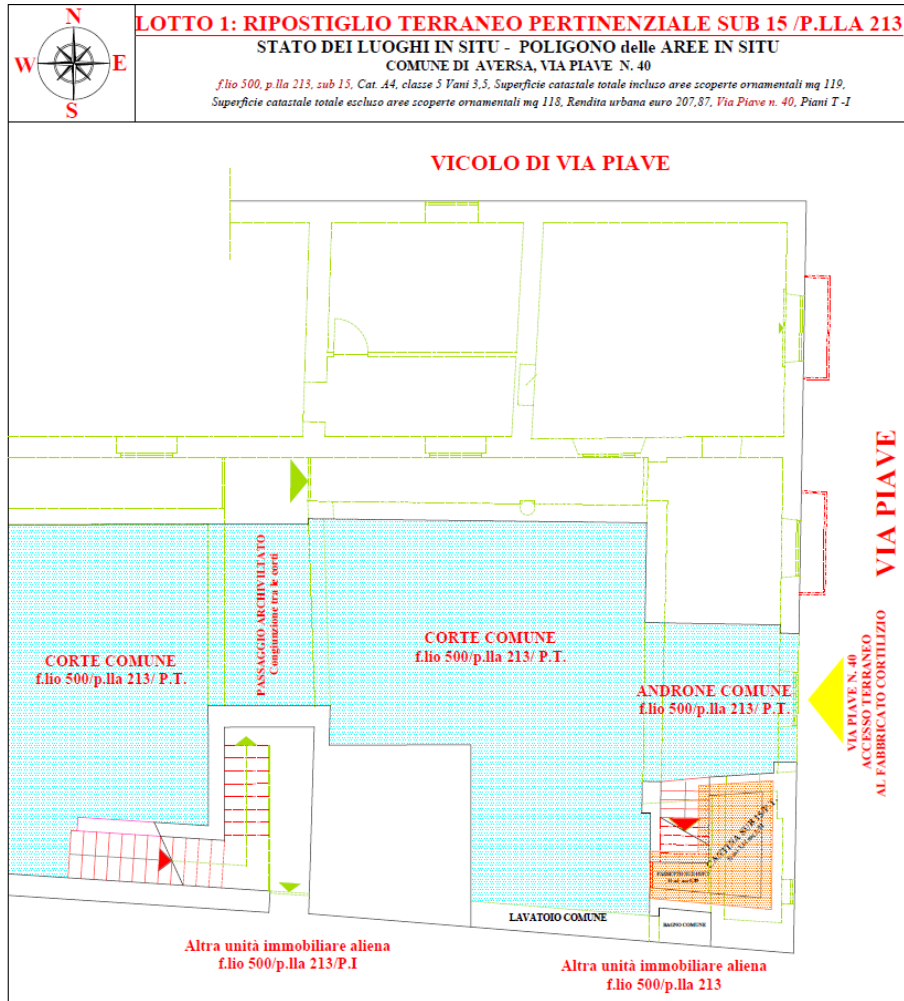 N
W
E
S
LOTTO 1: RIPOSTIGLIO TERRANEO PERTINENZIALE SUB 15 /P.LLA 213
STATO DEI LUOGHI IN SITU - POLIGONO delle AREE IN SITU
COMUNE DI AVERSA, VIA PIAVE N. 40
f.lio 500, p.lla 213, sub 15, Cat. A4, classe 5 Vani 3,5, Superficie catastale totale incluso aree scoperte ornamentali mq 119,
Superficie catastale totale escluso aree scoperte ornamentali mq 118, Rendita urbana euro 207,87, Via Piave n. 40, Piani T -I
VICOLO DI VIA PIAVE
VIA PIAVE
PASSAGGIO ARCHIVILTATO
Congiunzione tra le corti
CORTE COMUNE
f.lio 500/p.lla 213/ P.T.
CORTE COMUNE
f.lio 500/p.lla 213/ P.T.
ANDRONE COMUNE
f.lio 500/p.lla 213/ P.T.
VIA PIAVE N. 40
ACCESSO TERRANEO
AL FABBRICATO CORTILIZIO
CANTINA SUB 15
LAVATOIO COMUNE
BAGNO COMUNE
Altra unità immobiliare aliena
f.lio 500/p.lla 213/P.I
Altra unità immobiliare aliena
f.lio 500/p.lla 213